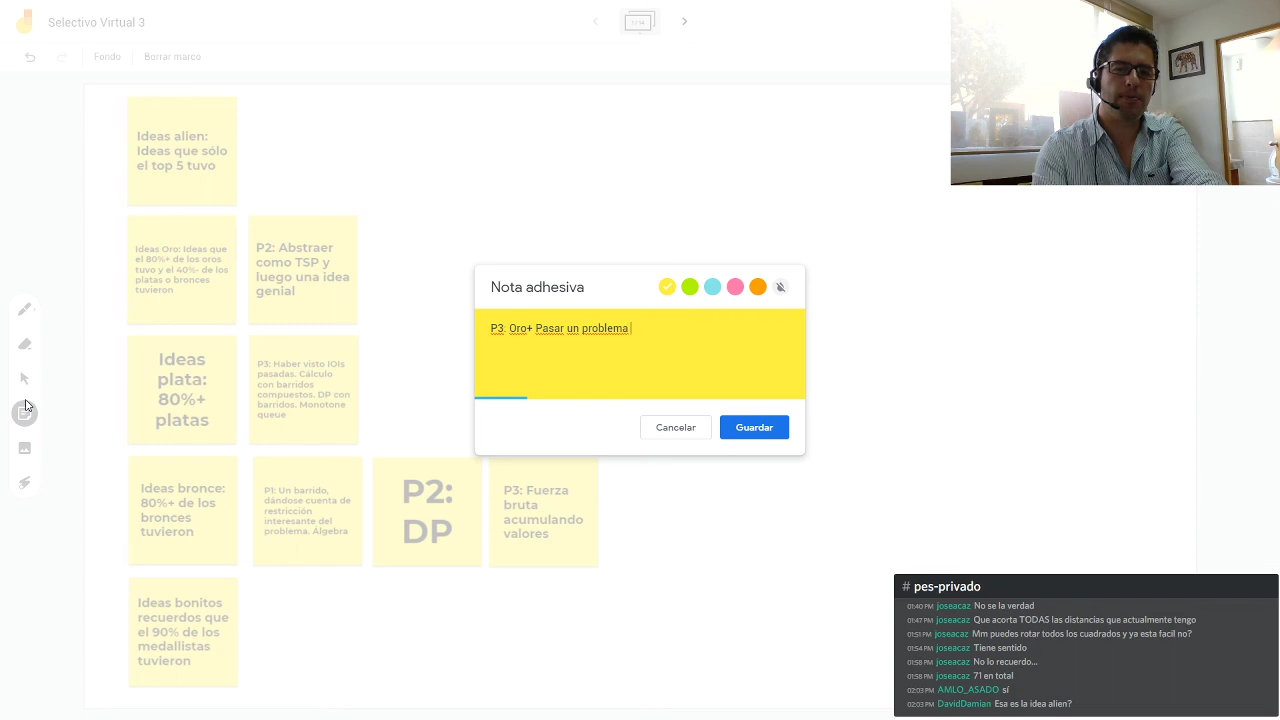 Selectivo Virtual 3
1 / 14
Fondo
Borrar marco
Ideas alien:
Ideas que sólo
el top 5 tuvo
Ideas Oro: Ideas que
el 80%+ de los oros
tuvo y el 40%- de los
platas o bronces
tuvieron
P2: Abstraer
como TSP y
luego una idea
genial
Nota adhesiva
P3. Oro+ Pasar un problema
Cancelar
Guardar
Ideas
plata:
80%+
platas
P3: Haber visto IOIs
pasadas. Cálculo
con barridos
compuestos. DP con
barridos. Monotone
queue
Ideas bronce:
80%+ de los
bronces
tuvieron
P1: Un barrido,
dándose cuenta de
restricción
interesante del
problema. Álgebra
P2:
DP
P3: Fuerza
bruta
acumulando
valores
Ideas bonitos
recuerdos que
el 90% de los
medallistas
tuvieron
# pes-privado
01:40 PM joseacaz No se la verdad
01:47 PM joseacaz Que acorta TODAS las distancias que actualmente tengo
01:51 PM joseacaz Mm puedes rotar todos los cuadrados y ya esta facil no?
01:54 PM joseacaz Tiene sentido
01:58 PM joseacaz No lo recuerdo...
01:58 PM joseacaz 71 en total
02:03 PM AMLO_ASADO sí
02:03 PM DavidDamian Esa es la idea alien?